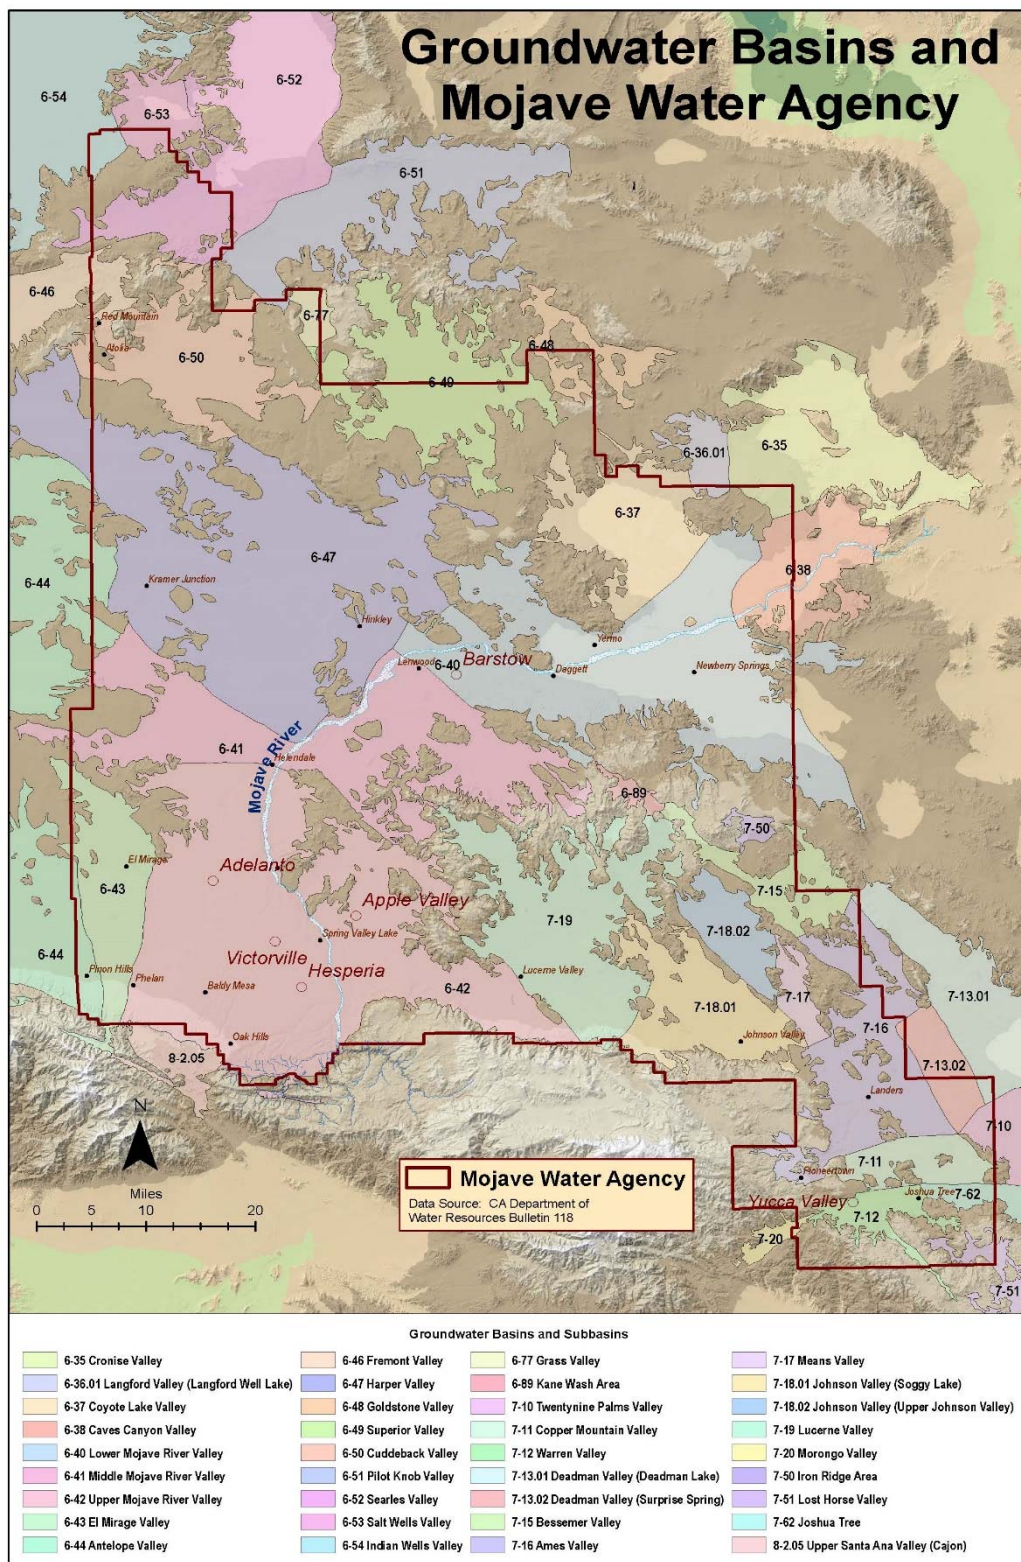 Groundwater Basins and
Mojave Water Agency
6-54
6-52
6-53
6-51
6-46
Red Mountain
Atolia
6-77
6-50
6-48
6-49
6-36.01
6-35
6-37
6-44
Kramer Junction
6-47
6-38
Hinkley
Yermo
Lenwood
6-40
Barstow
Daggett
Newberry Springs
6-41
Mojave River
Helendale
6-89
7-50
El Mirage
Adelanto
6-43
7-15
Apple Valley
7-19
7-18.02
Spring Valley Lake
6-44
Victorville
Pinon Hills
Phelan
Hesperia
Lucerne Valley
Baldy Mesa
6-42
7-17
7-13.01
7-18.01
7-16
Oak Hills
Johnson Valley
8-2.05
7-13.02
Landers
N
7-10
7-11
Pioneertown
Miles
0 5 10 20
Mojave Water Agency
Data Source: CA Department of
Water Resources Bulletin 118
Yucca Valley
Joshua Tree
7-62
7-12
7-20
7-51
Groundwater Basins and Subbasins
6-35 Cronise Valley
6-36.01 Langford Valley (Langford Well Lake)
6-37 Coyote Lake Valley
6-38 Caves Canyon Valley
6-40 Lower Mojave River Valley
6-41 Middle Mojave River Valley
6-42 Upper Mojave River Valley
6-43 El Mirage Valley
6-44 Antelope Valley
6-46 Fremont Valley
6-47 Harper Valley
6-48 Goldstone Valley
6-49 Superior Valley
6-50 Cuddeback Valley
6-51 Pilot Knob Valley
6-52 Searles Valley
6-53 Salt Wells Valley
6-54 Indian Wells Valley
6-77 Grass Valley
6-89 Kane Wash Area
7-10 Twentynine Palms Valley
7-11 Copper Mountain Valley
7-12 Warren Valley
7-13.01 Deadman Valley (Deadman Lake)
7-13.02 Deadman Valley (Surprise Spring)
7-15 Bessemer Valley
7-16 Ames Valley
7-17 Means Valley
7-18.01 Johnson Valley (Soggy Lake)
7-18.02 Johnson Valley (Upper Johnson Valley)
7-19 Lucerne Valley
7-20 Morongo Valley
7-50 Iron Ridge Area
7-51 Lost Horse Valley
7-62 Joshua Tree
8-2.05 Upper Santa Ana Valley (Cajon)